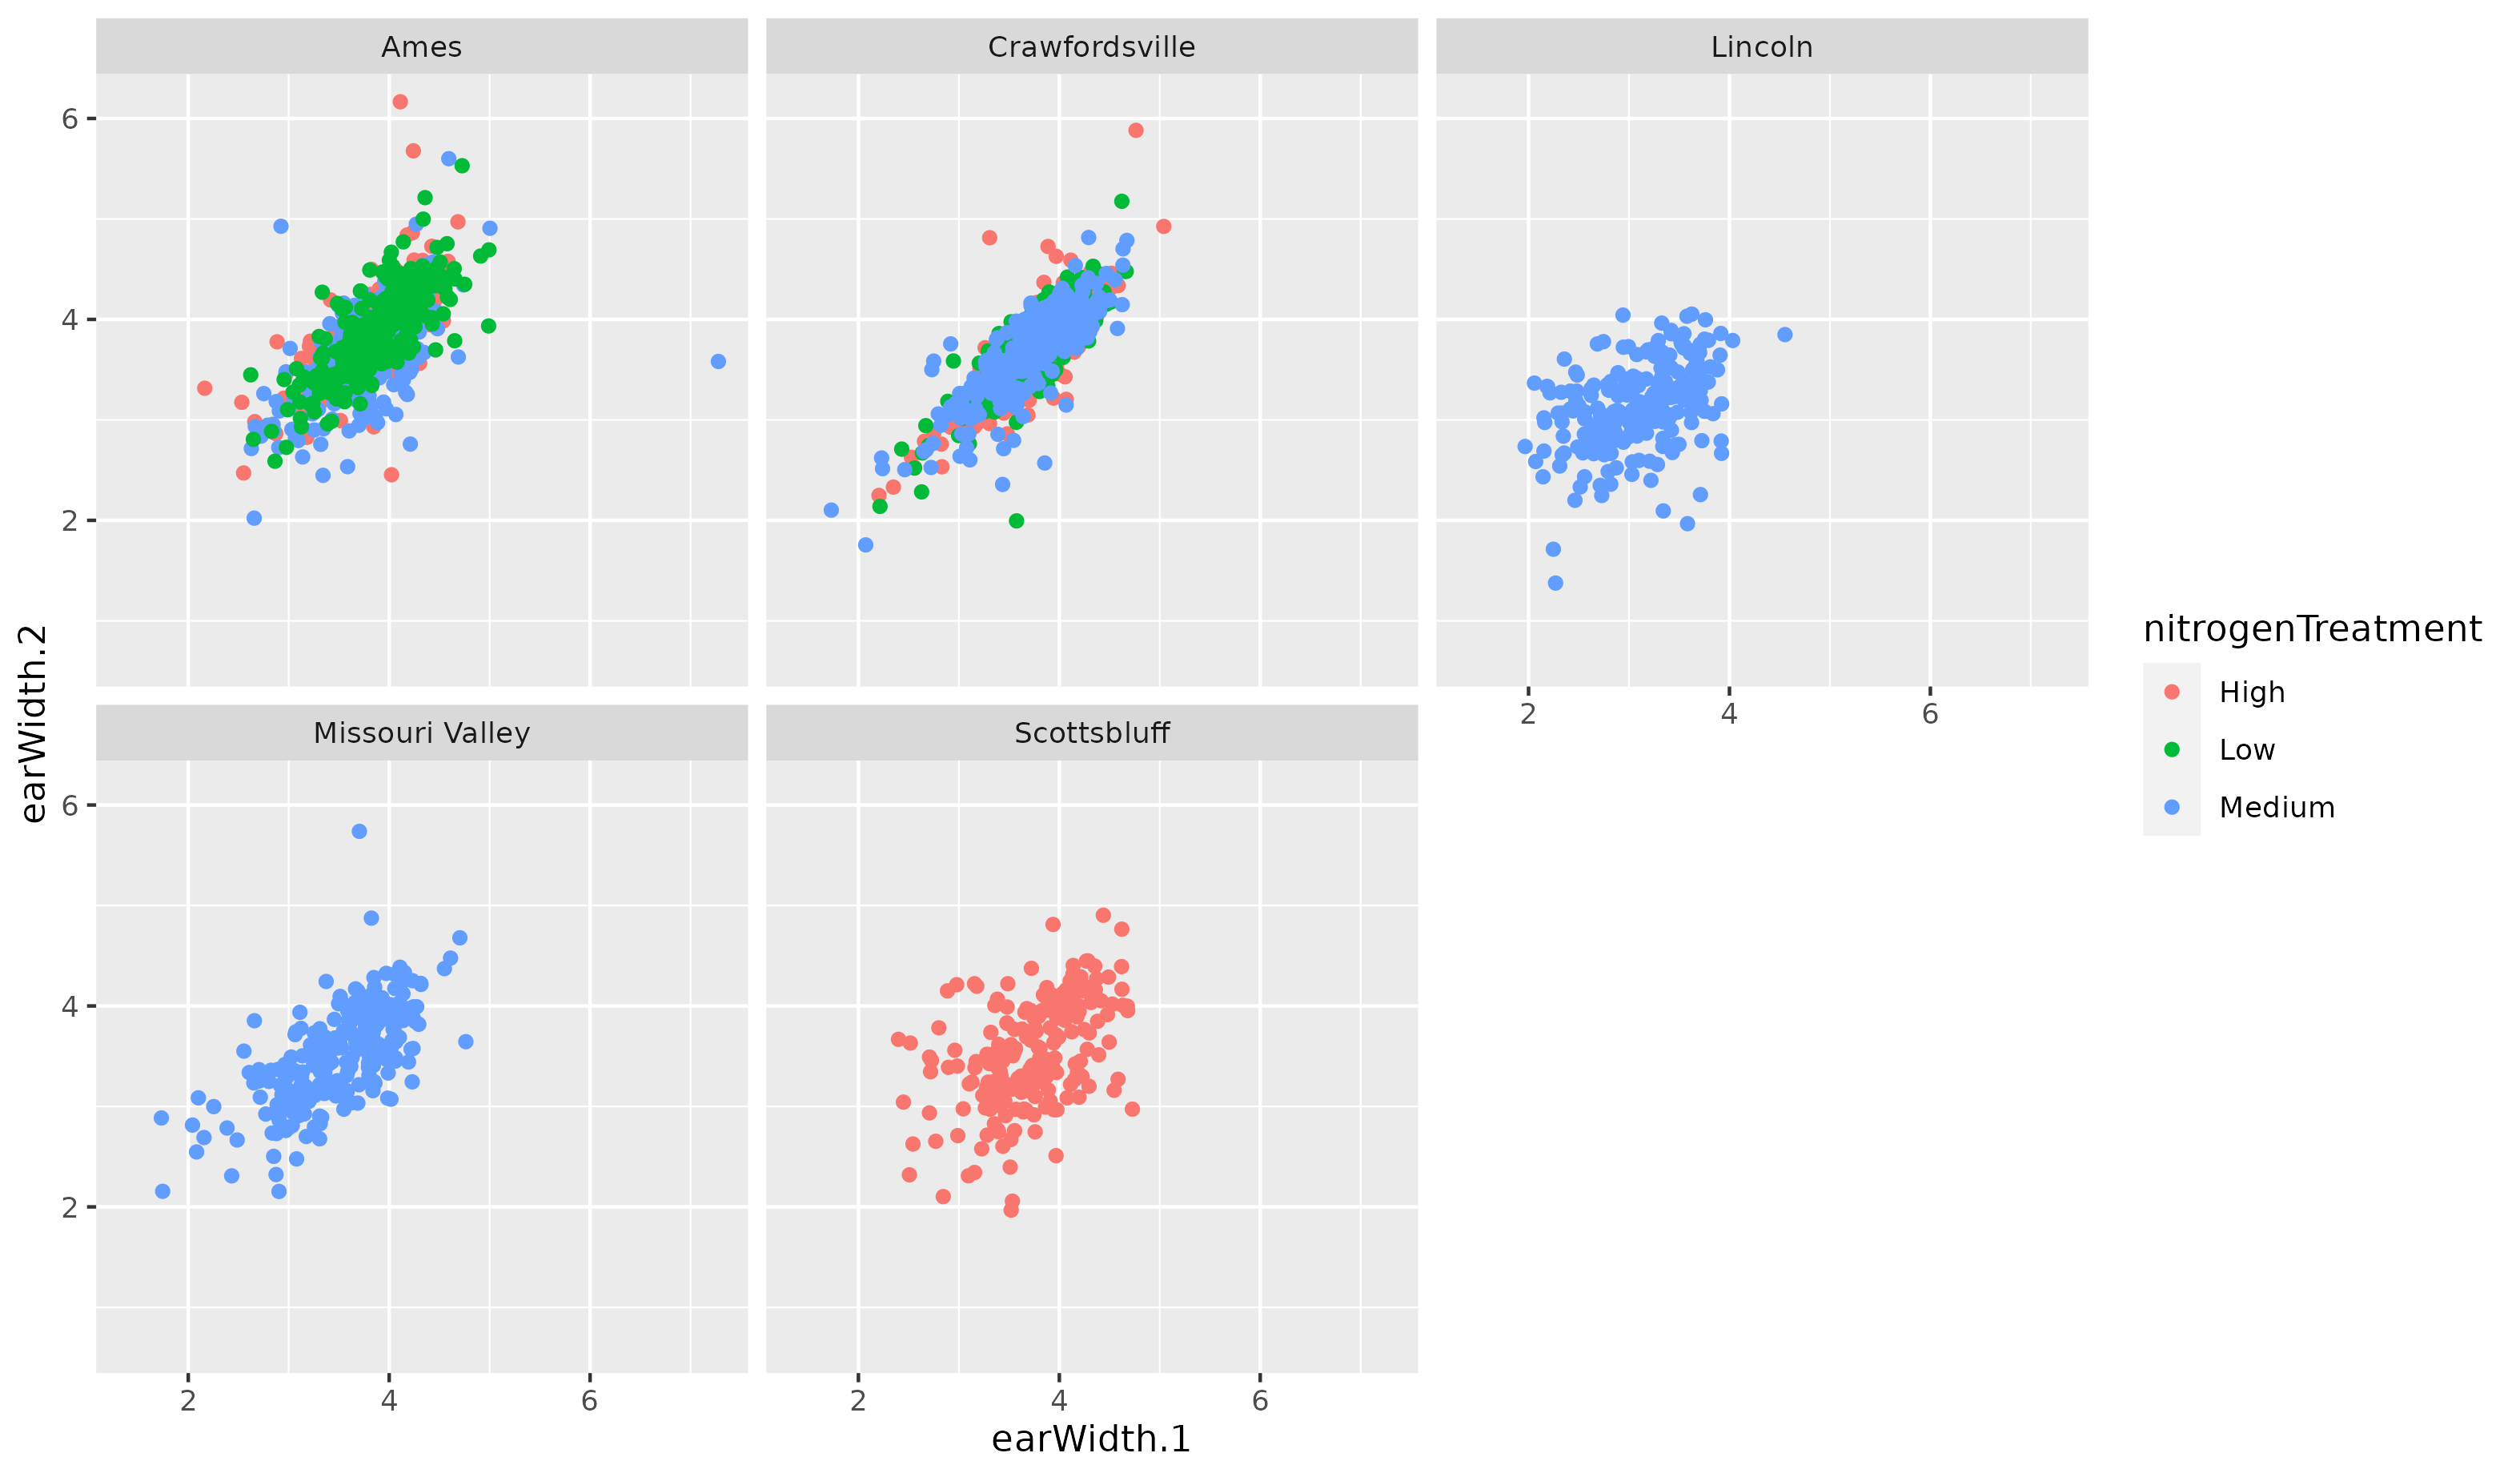 Ames
Crawfordsville
Lincoln
6
4
2
2 4 6
Missouri Valley
Scottsbluff
6
4
2
2 4 6
2 4 6
earWidth.1
earWidth.2
nitrogenTreatment
High
Low
Medium